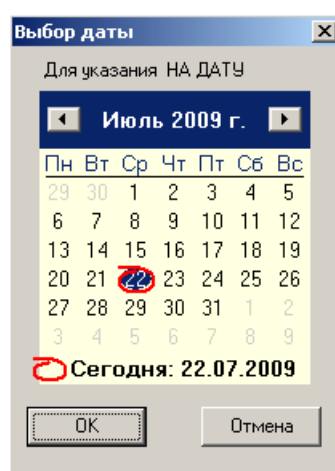 Выбор даты
Для указания НА ДАТУ
Июль 2009 г.
Пн Вт Ср Чт Пт Сб Вс
29 30 1 2 3 4 5
6 7 8 9 10 11 12
13 14 15 16 17 18 19
20 21 22 23 24 25 26
27 28 29 30 31 1 2
3 4 5 6 7 8 9
Сегодня: 22.07.2009
OK Отмена